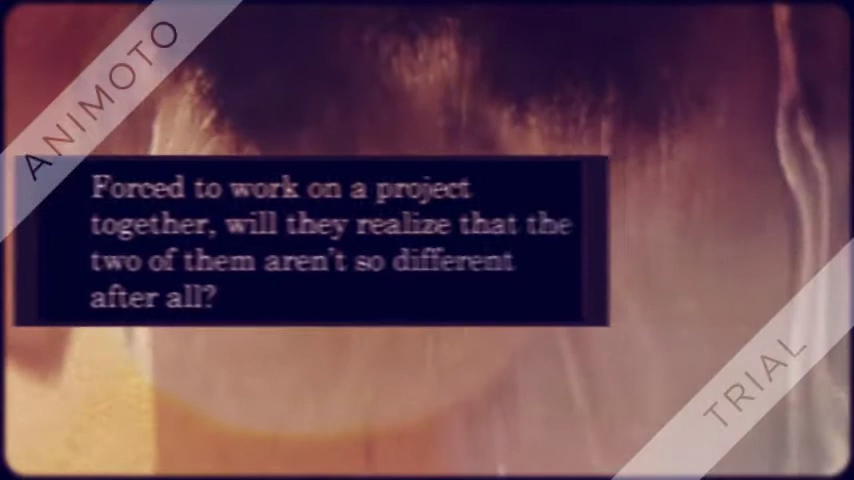 ANIMOTO
Forced to work on a project
together, will they realize that the
two of them aren't so different
after all?
TRIAL